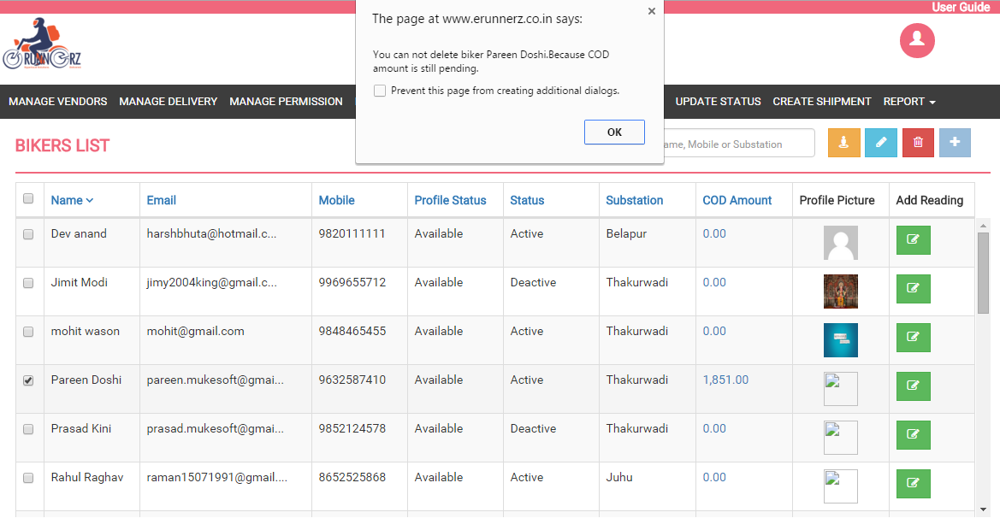 User Guide
The page at www.erunnerz.co.in says:
You can not delete biker Pareen Doshi.Because COD
amount is still pending.
Prevent this page from creating additional dialogs.
OK
MANAGE VENDORS MANAGE DELIVERY MANAGE PERMISSION UPDATE STATUS CREATE SHIPMENT REPORT
BIKERS LIST
Mobile or Substation
Name Email Mobile Profile Status Status Substation COD Amount Profile Picture Add Reading
Dev anand harshbhuta@hotmail.c... 9820111111 Available Active Belapur 0.00
Jimit Modi jimy2004king@gmail.c... 9969655712 Available Deactive Thakurwadi 0.00
mohit wason mohit@gmail.com 9848465455 Available Active Thakurwadi 0.00
Pareen Doshi pareen.mukesoft@gmai... 9632587410 Available Active Thakurwadi 1,851.00
Prasad Kini prasad.mukesoft@gmai... 9852124578 Available Deactive Thakurwadi 0.00
Rahul Raghav raman15071991@gmail.... 8652525868 Available Active Juhu 0.00